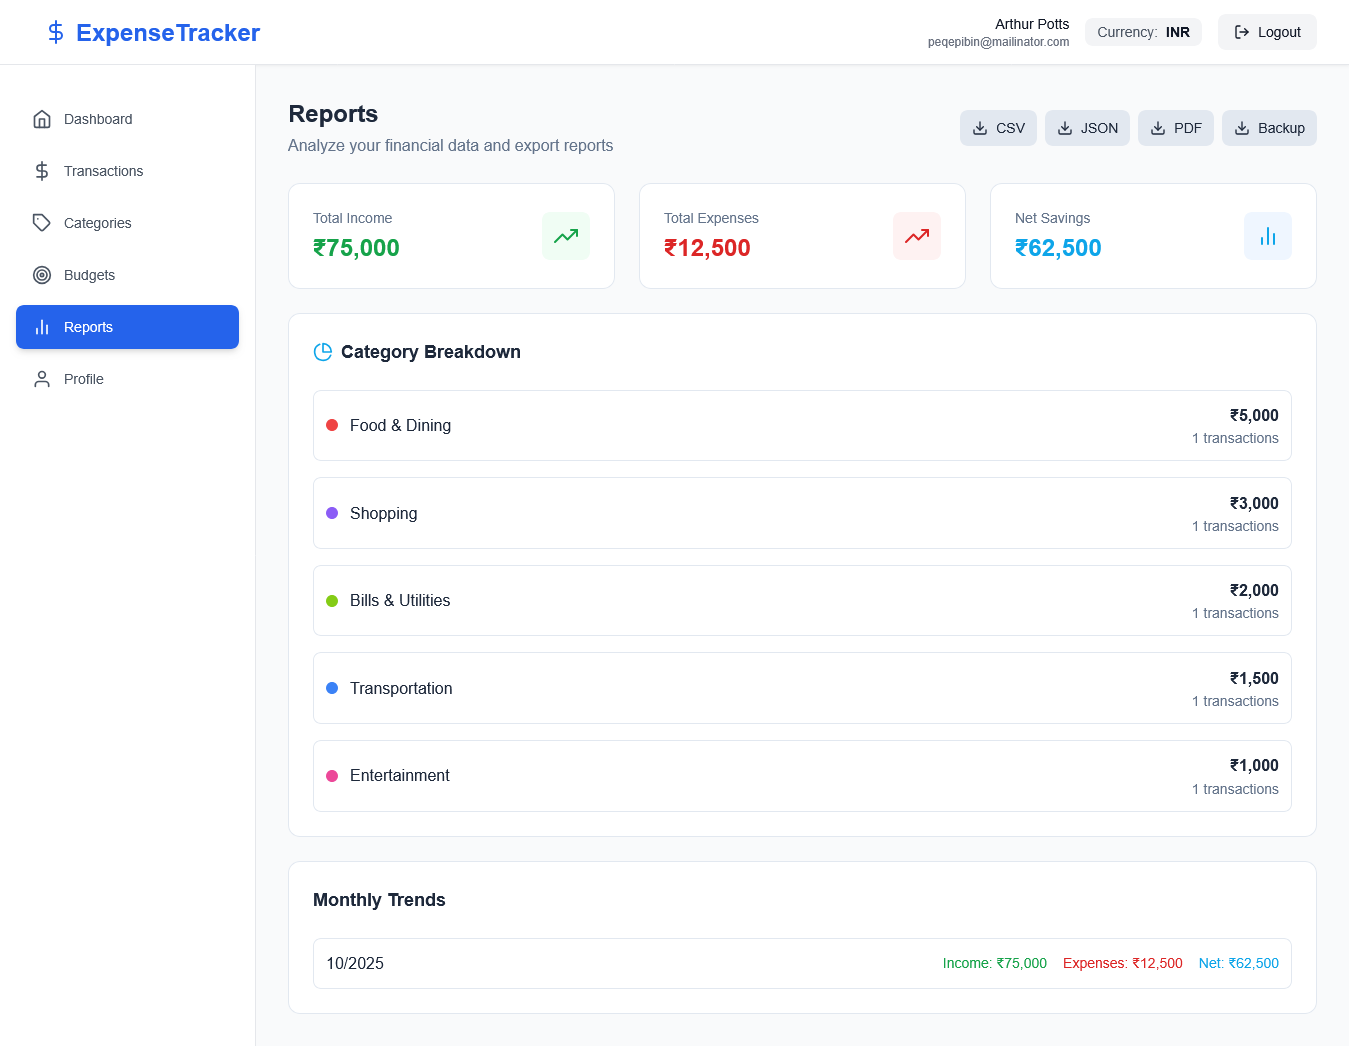 ExpenseTracker
Arthur Potts
peqepibin@mailinator.com
Currency: INR
Logout
Dashboard
Transactions
Categories
Budgets
Reports
Profile
Reports
Analyze your financial data and export reports
CSV
JSON
PDF
Backup
Total Income
₹75,000
Total Expenses
₹12,500
Net Savings
₹62,500
Category Breakdown
Food & Dining
₹5,000
1 transactions
Shopping
₹3,000
1 transactions
Bills & Utilities
₹2,000
1 transactions
Transportation
₹1,500
1 transactions
Entertainment
₹1,000
1 transactions
Monthly Trends
10/2025
Income: ₹75,000
Expenses: ₹12,500
Net: ₹62,500